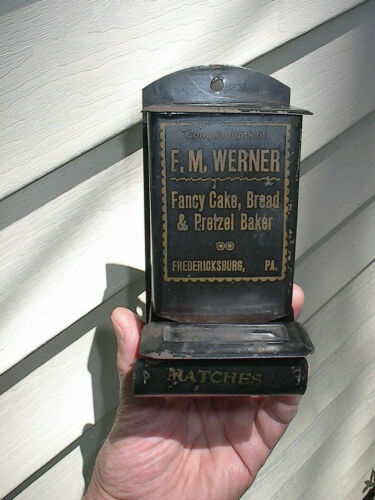 Compliments of
E. M. WERNER
Fancy Cake, Bread
& Pretzel Baker
FREDERICKSBURG, PA.
MATCHES